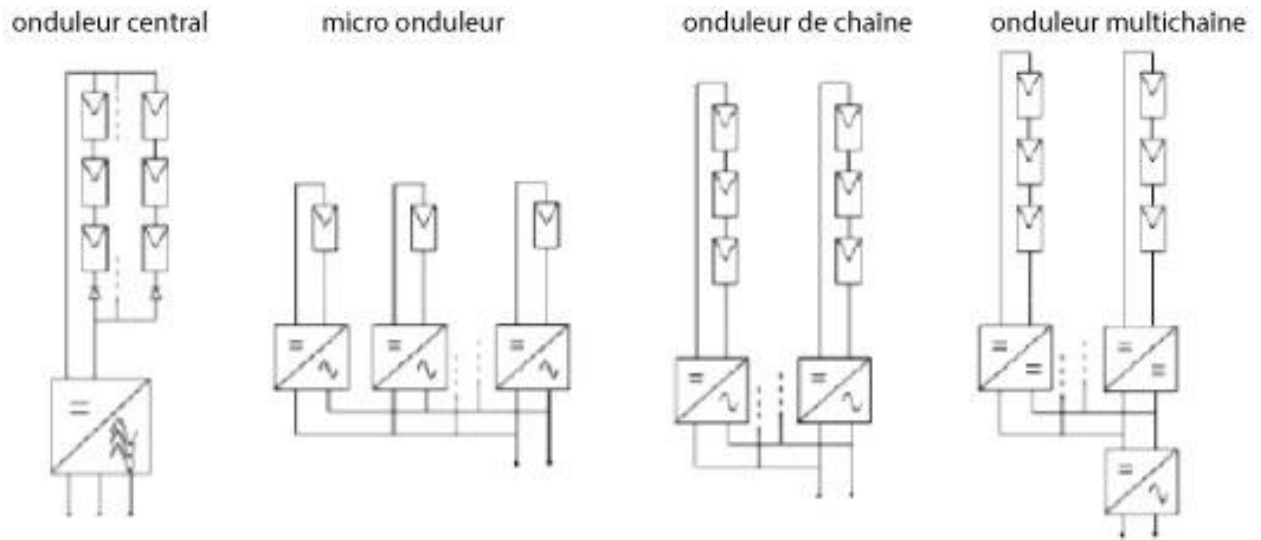 onduleur central
micro onduleur
onduleur de chaine
onduleur multichaine